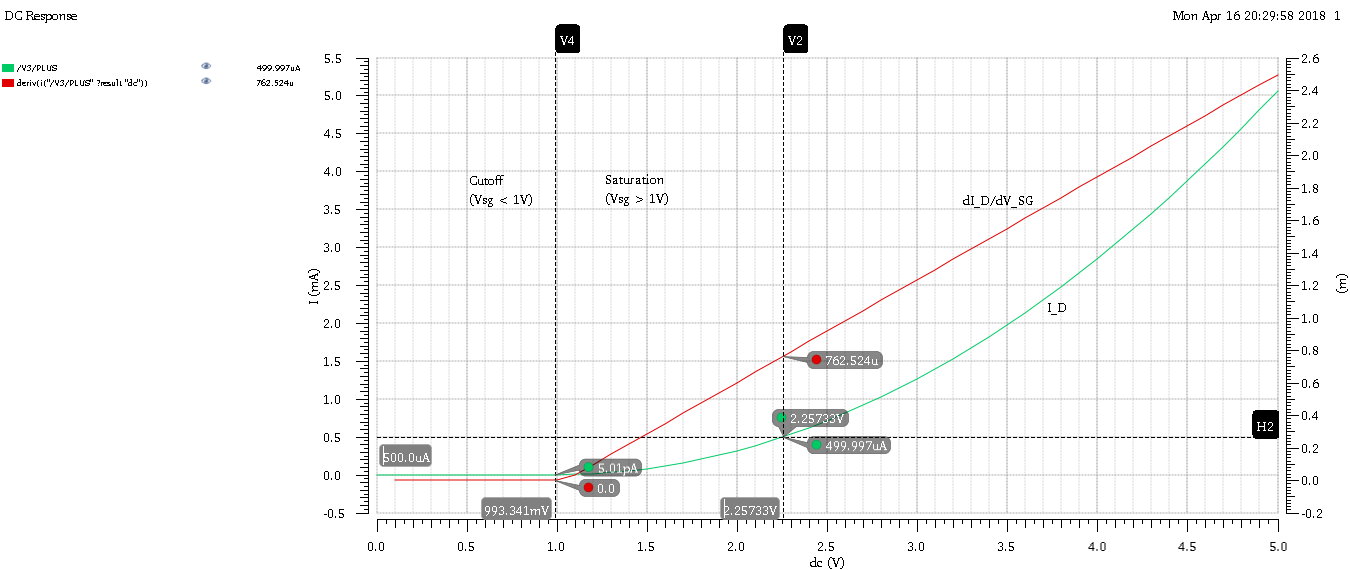 DC Response
Mon Apr 16 20:29:58 2018 1
V4
V2
/V3/PLUS
499.997uA
deriv(i("/V3/PLUS" ?result "dc"))
762.524u
5.5
5.0
4.5
4.0
3.5
3.0
2.5
2.0
1.5
1.0
0.5
0.0
-0.5
I (mA)
2.6
2.4
2.2
2.0
1.8
1.6
1.4
1.2
1.0
0.8
0.6
0.4
0.2
0.0
-0.2
(m)
Cutoff
(Vsg < 1V)
Saturation
(Vsg > 1V)
dI_D/dV_SG
I_D
762.524u
2.25733V
H2
499.997uA
500.0uA
5.01pA
0.0
993.341mV
2.25733V
0.0
0.5
1.0
1.5
2.0
2.5
3.0
3.5
4.0
4.5
5.0
dc (V)